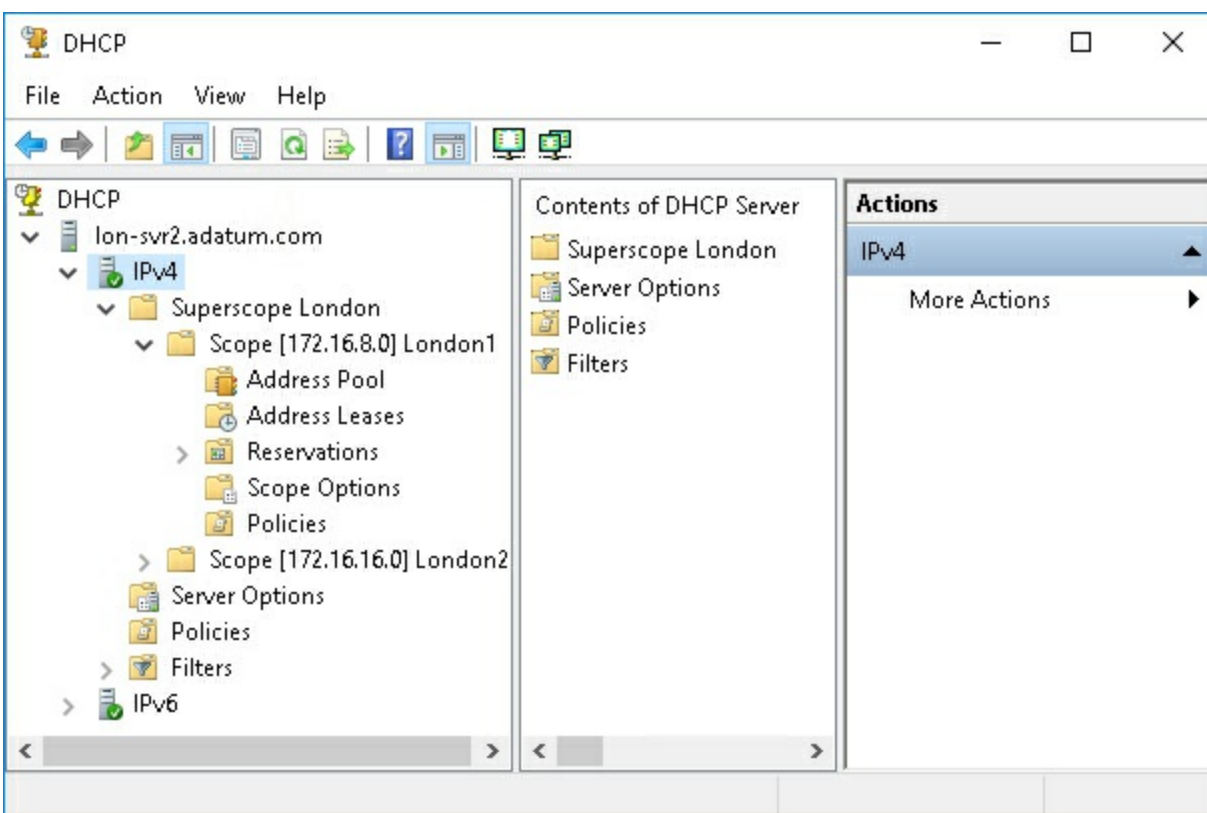 DHCP
File Action View Help
DHCP
lon-svr2.adatum.com
IPv4
Superscope London
Scope [172.16.8.0] London1
Address Pool
Address Leases
Reservations
Scope Options
Policies
Scope [172.16.16.0] London2
Server Options
Policies
Filters
IPv6
Contents of DHCP Server
Superscope London
Server Options
Policies
Filters
Actions
IPv4
More Actions